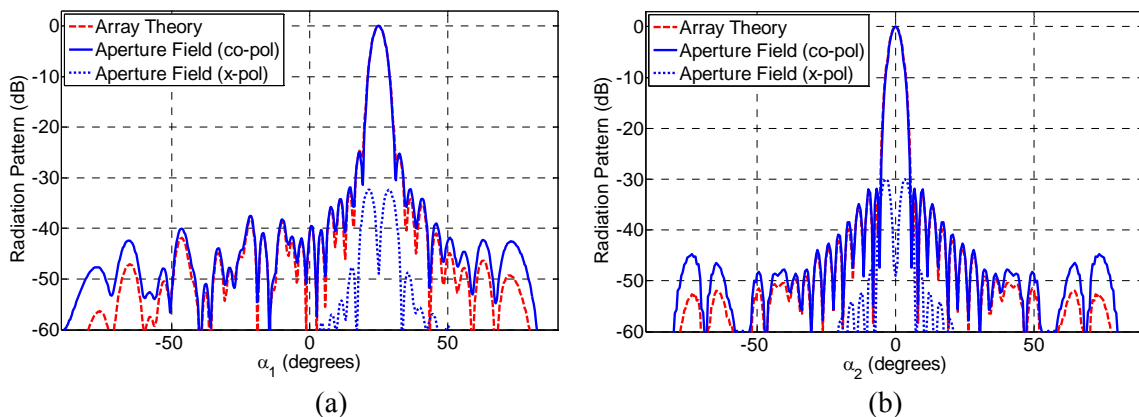 Array Theory
Aperture Field (co-pol)
Aperture Field (x-pol)
Radiation Pattern (dB)
0
-10
-20
-30
-40
-50
-60
-50
0
50
α1 (degrees)
(a)
Array Theory
Aperture Field (co-pol)
Aperture Field (x-pol)
Radiation Pattern (dB)
0
-10
-20
-30
-40
-50
-60
-50
0
50
α2 (degrees)
(b)